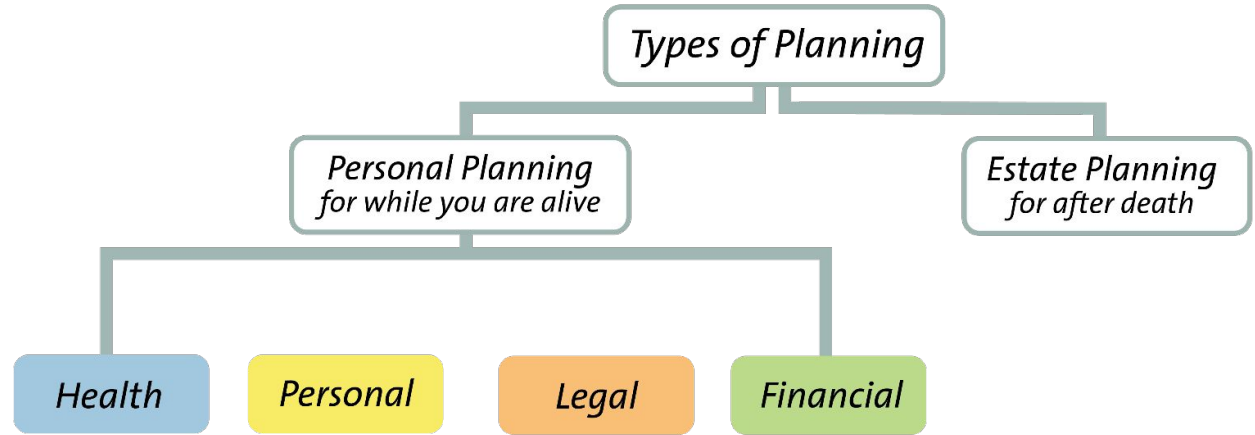 Types of Planning
Personal Planning
for while you are alive
Estate Planning
for after death
Health
Personal
Legal
Financial